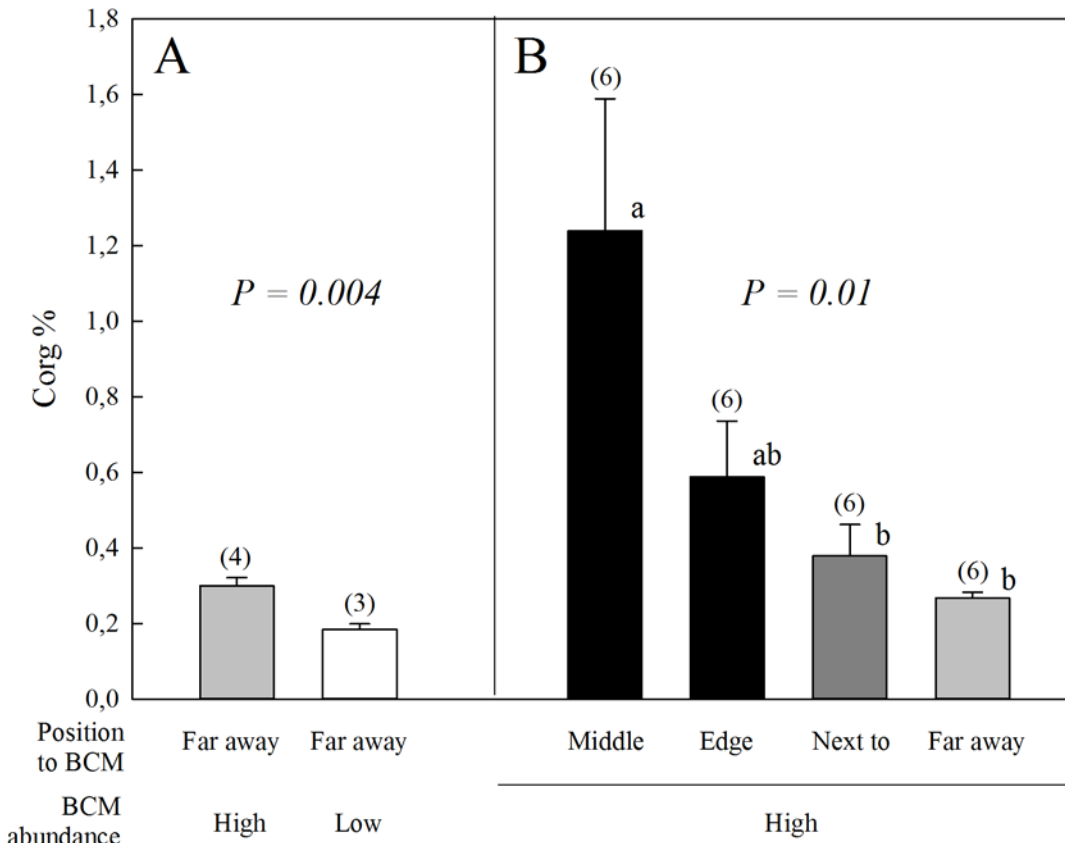 1,8
1,6
1,4
1,2
1,0
0,8
0,6
0,4
0,2
0,0
Corg %
A
P = 0.004
(4)
(3)
B
P = 0.01
(6)
a
(6)
ab
(6)
b
(6)
b
Position
to BCM
Far away
Far away
Middle
Edge
Next to
Far away
BCM
abundance
High
Low
High